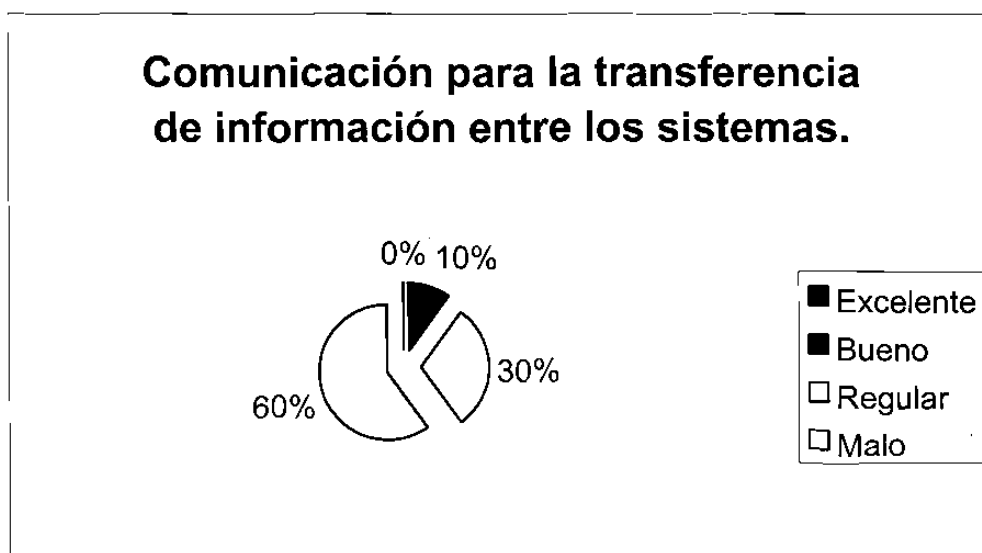 Comunicación para la transferencia
de información entre los sistemas.
0% 10%
30%
60%
Excelente
Bueno
Regular
Malo